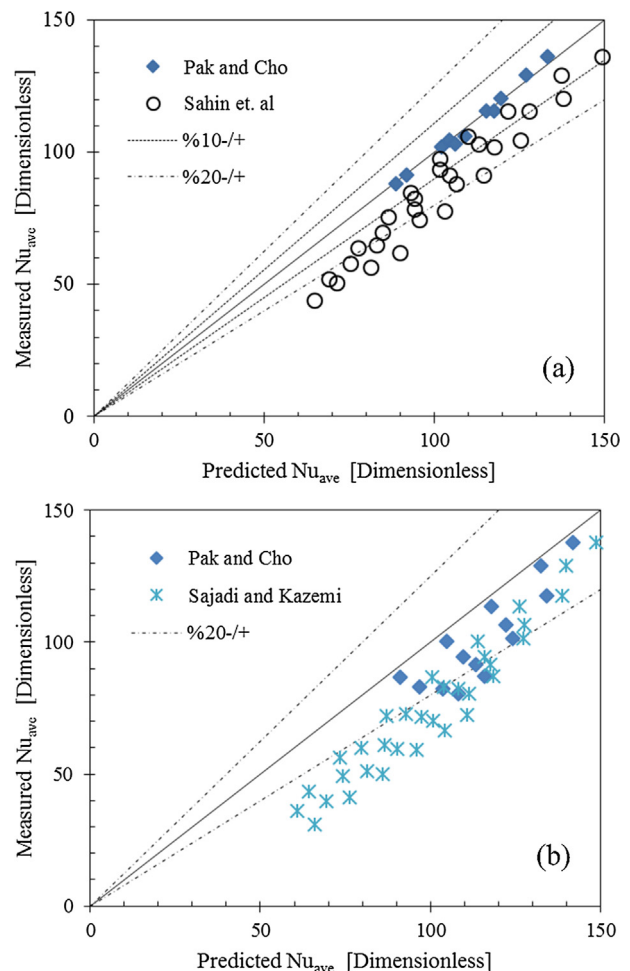 150
Pak and Cho
Sahin et. al
%10-/+
%20-/+
100
50
0
0
50
100
150
Measured Nuave [Dimensionless]
Predicted Nuave [Dimensionless]
(a)
150
Pak and Cho
Sajadi and Kazemi
%20-/+
100
50
0
0
50
100
150
Measured Nuave [Dimensionless]
Predicted Nuave [Dimensionless]
(b)